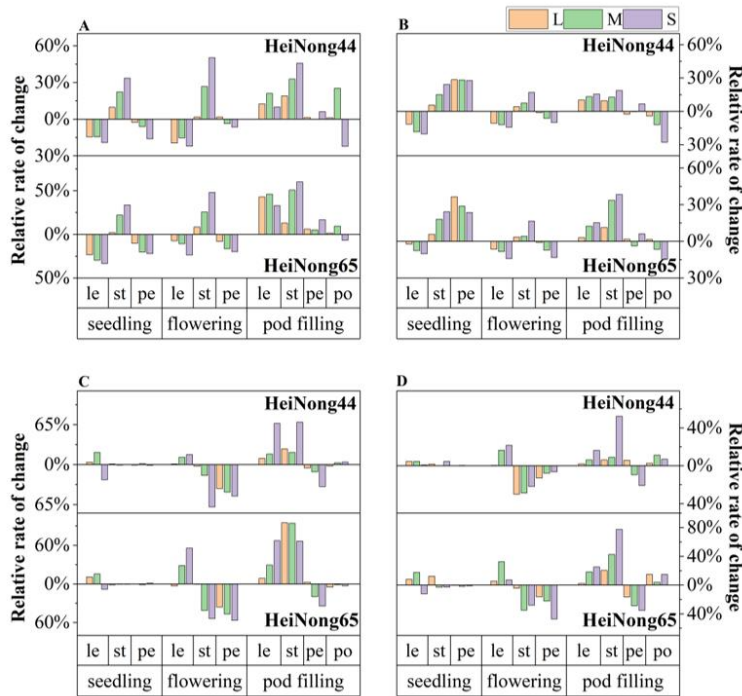 L M S
A
HeiNong44
60%
30%
0%
30%
50%
0%
50%
HeiNong65
Relative rate of change
le st pe le st pe le st pe po
seedling flowering pod filling
B
HeiNong44
60%
30%
0%
30%
60%
30%
0%
30%
HeiNong65
Relative rate of change
le st pe le st pe le st pe po
seedling flowering pod filling
C
HeiNong44
65%
0%
65%
60%
0%
60%
HeiNong65
Relative rate of change
le st pe le st pe le st pe po
seedling flowering pod filling
D
HeiNong44
40%
0%
40%
80%
40%
0%
40%
HeiNong65
Relative rate of change
le st pe le st pe le st pe po
seedling flowering pod filling